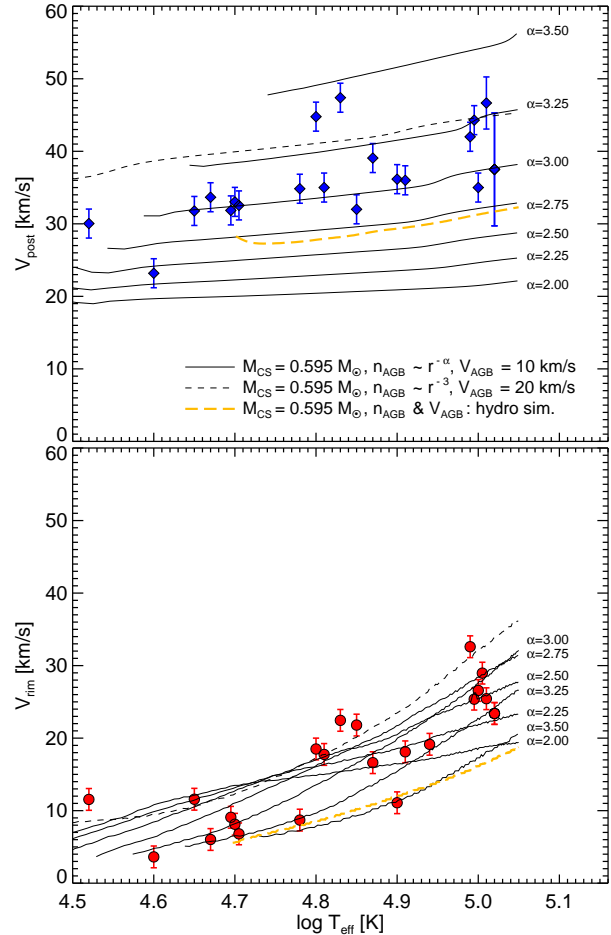 60
50
40
30
20
10
0
V_post [km/s]
α=3.50
α=3.25
α=3.00
α=2.75
α=2.50
α=2.25
α=2.00
M_CS = 0.595 M_☉, n_AGB ~ r^-α, V_AGB = 10 km/s
M_CS = 0.595 M_☉, n_AGB ~ r^-3, V_AGB = 20 km/s
M_CS = 0.595 M_☉, n_AGB & V_AGB : hydro sim.
60
50
40
30
20
10
0
V_rim [km/s]
α=3.00
α=2.75
α=2.50
α=3.25
α=2.25
α=3.50
α=2.00
4.5 4.6 4.7 4.8 4.9 5.0
log T_eff [K]